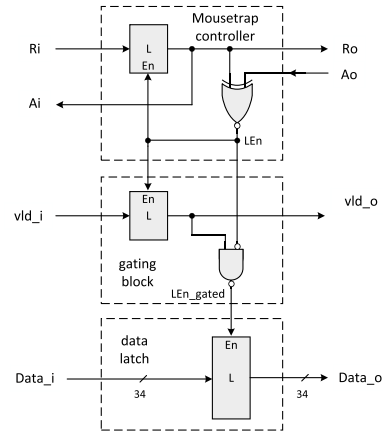 Mousetrap
controller
Ri
L
En
Ro
Ao
Ai
LEn
En
L
vld_i
vld_o
gating
block
LEn_gated
data
latch
En
Data_i
L
Data_o
34
34